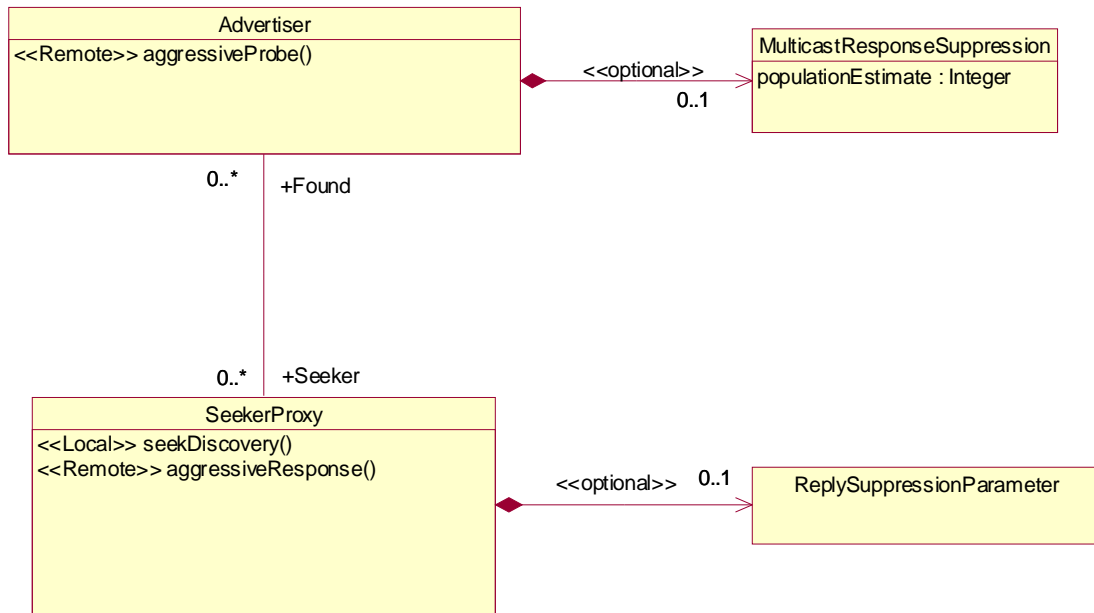 Advertiser
<<Remote>> aggressiveProbe()
<<optional>>
0..1
MulticastResponseSuppression
populationEstimate : Integer
0..*
+Found
0..*
+Seeker
SeekerProxy
<<Local>> seekDiscovery()
<<Remote>> aggressiveResponse()
<<optional>>
0..1
ReplySuppressionParameter